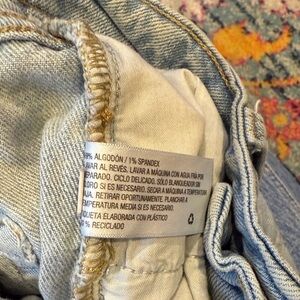 99% ALGODÓN / 1% SPANDEX
LAVAR AL REVÉS. LAVAR A MÁQUINA CON AGUA FRÍA POR
SEPARADO. CICLO DELICADO. SÓLO BLANQUEADOR SIN
CLORO SI ES NECESARIO. SECAR A MÁQUINA A TEMPERATURA
BAJA. RETIRAR OPORTUNAMENTE. PLANCHAR A
TEMPERATURA MEDIA SI ES NECESARIO.
ETIQUETA ELABORADA CON PLÁSTICO
% RECICLADO